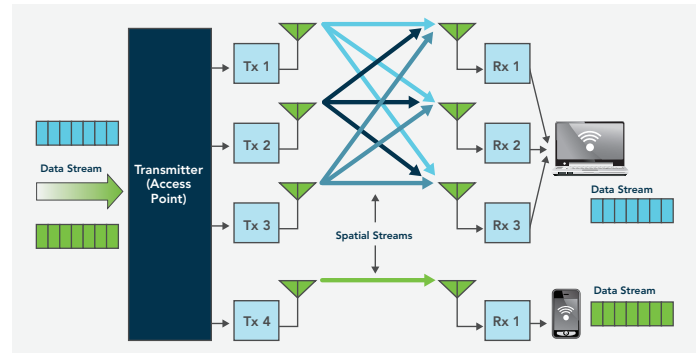 Tx 1
Rx 1
Tx 2
Rx 2
Data Stream
Transmitter
(Access
Point)
Data Stream
Tx 3
Rx 3
Spatial Streams
Data Stream
Tx 4
Rx 1